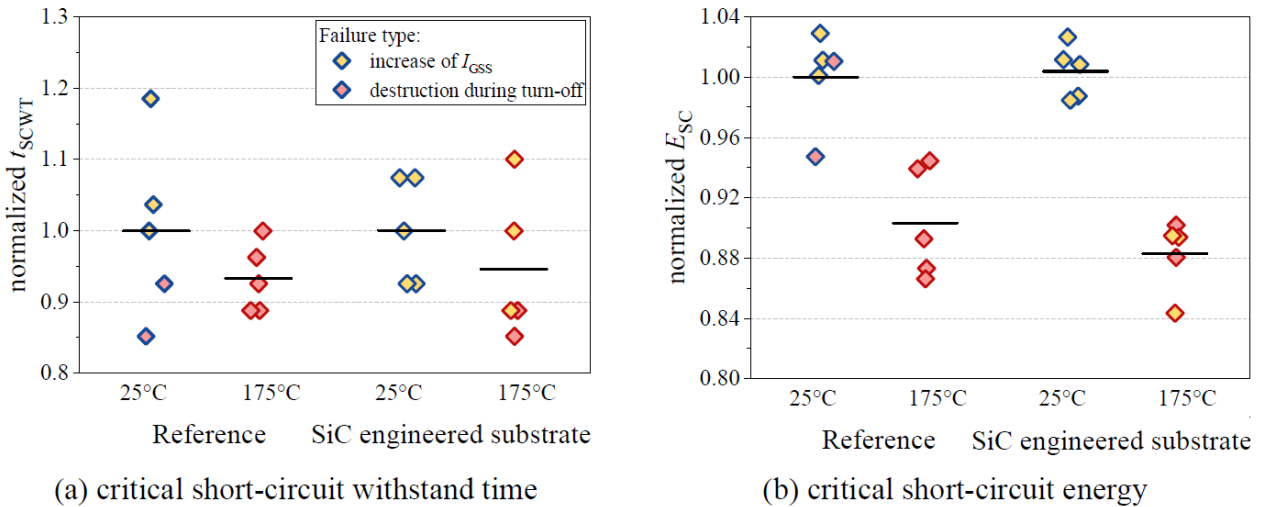 1.3
1.2
1.1
1.0
0.9
0.8
normalized tSCWT
Failure type:
increase of IGSS
destruction during turn-off
25°C
175°C
25°C
175°C
Reference
SiC engineered substrate
(a) critical short-circuit withstand time
1.04
1.00
0.96
0.92
0.88
0.84
0.80
normalized ESC
25°C
175°C
25°C
175°C
Reference
SiC engineered substrate
(b) critical short-circuit energy